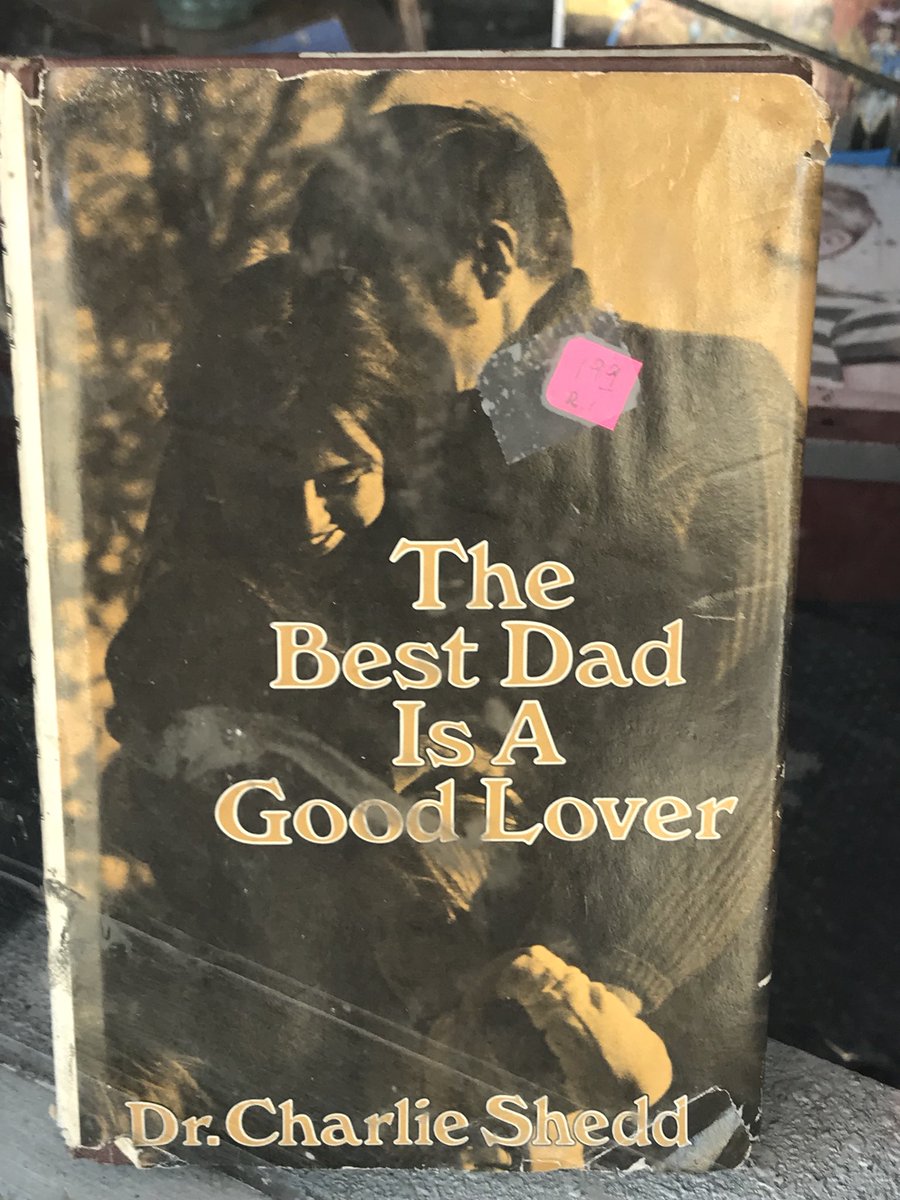 The
Best Dad
Is A
Good Lover
Dr. Charlie Shedd